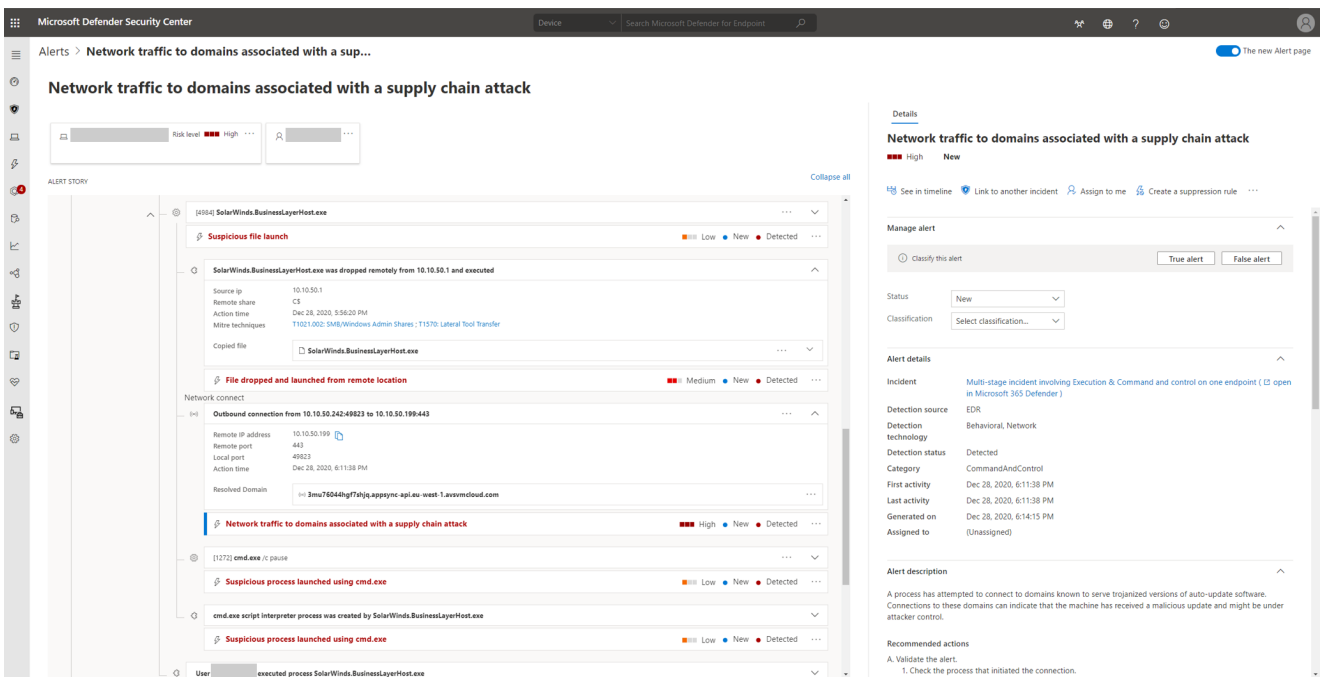 Microsoft Defender Security Center
Device
Search Microsoft Defender for Endpoint
?
Alerts > Network traffic to domains associated with a sup...
The new Alert page
4
Network traffic to domains associated with a supply chain attack
Risk level High ...
...
ALERT STORY
Collapse all
[4984] SolarWinds.BusinessLayerHost.exe ...
Suspicious file launch Low New Detected ...
SolarWinds.BusinessLayerHost.exe was dropped remotely from 10.10.50.1 and executed
Source ip 10.10.50.1
Remote share C$
Action time Dec 28, 2020, 5:56:20 PM
Mitre techniques T1021.002: SMB/Windows Admin Shares ; T1570: Lateral Tool Transfer
Copied file SolarWinds.BusinessLayerHost.exe ...
File dropped and launched from remote location Medium New Detected ...
Network connect
Outbound connection from 10.10.50.242:49823 to 10.10.50.199:443 ...
Remote IP address 10.10.50.199
Remote port 443
Local port 49823
Action time Dec 28, 2020, 6:11:38 PM
Resolved Domain 3mu76044hgf7shjq.appsync-api.eu-west-1.avsvmcloud.com ...
Network traffic to domains associated with a supply chain attack High New Detected ...
[1272] cmd.exe /c pause ...
Suspicious process launched using cmd.exe Low New Detected ...
cmd.exe script interpreter process was created by SolarWinds.BusinessLayerHost.exe
Suspicious process launched using cmd.exe Low New Detected ...
User executed process SolarWinds.BusinessLayerHost.exe
Details
Network traffic to domains associated with a supply chain attack
High New
See in timeline Link to another incident Assign to me Create a suppression rule ...
Manage alert
Classify this alert True alert False alert
Status New
Classification Select classification...
Alert details
Incident Multi-stage incident involving Execution & Command and control on one endpoint ( open
in Microsoft 365 Defender )
Detection source EDR
Detection Behavioral, Network
technology
Detection status Detected
Category CommandAndControl
First activity Dec 28, 2020, 6:11:38 PM
Last activity Dec 28, 2020, 6:11:38 PM
Generated on Dec 28, 2020, 6:14:15 PM
Assigned to (Unassigned)
Alert description
A process has attempted to connect to domains known to serve trojanized versions of auto-update software.
Connections to these domains can indicate that the machine has received a malicious update and might be under
attacker control.
Recommended actions
A. Validate the alert.
1. Check the process that initiated the connection.